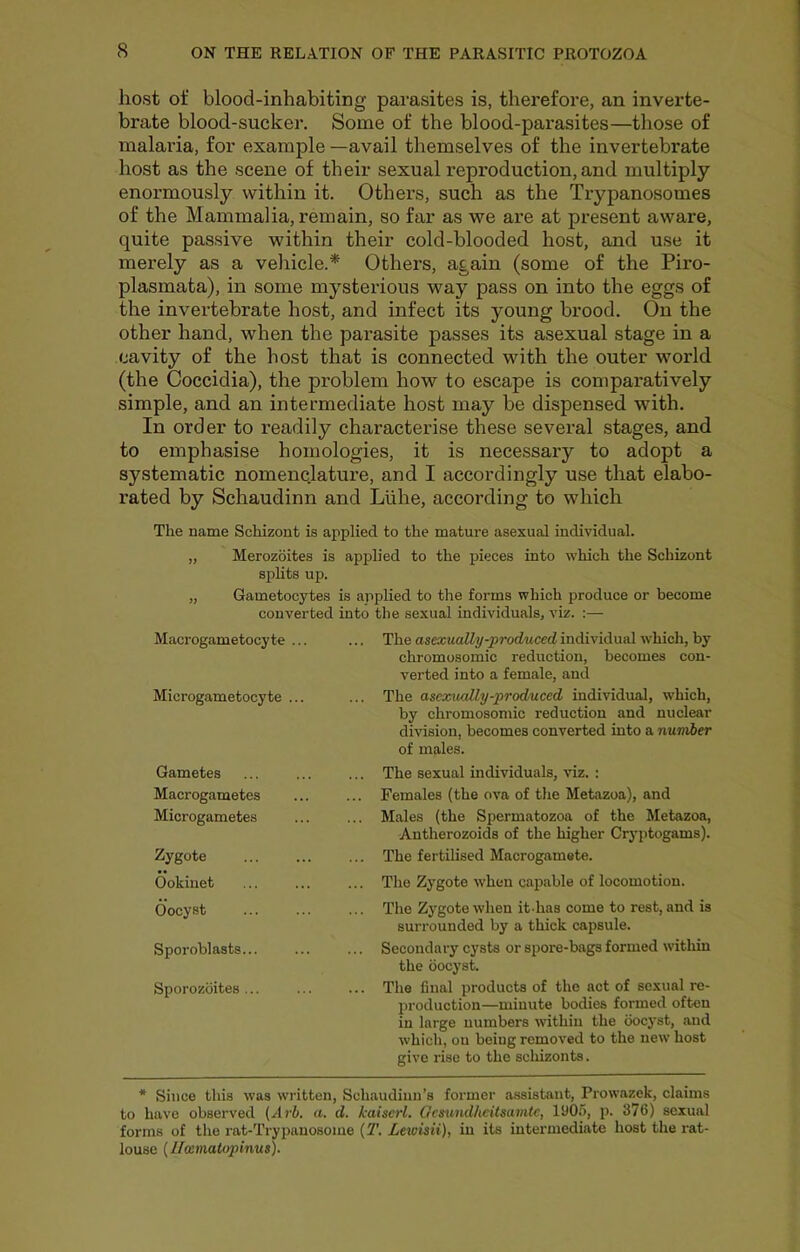 8 ON THE RELATION OF THE PARASITIC PROTOZOA
host of blood-inhabiting parasites is, therefore, an inverte-
brate blood-sucker. Some of the blood-parasites—those of
malaria, for example—avail themselves of the invertebrate
host as the scene of their sexual reproduction, and multiply
enormously within it. Others, such as the Trypanosomes
of the Mammalia, remain, so far as we are at present aware,
quite passive within their cold-blooded host, and use it
merely as a vehicle.* Others, again (some of the Piro-
plasmata), in some mysterious way pass on into the eggs of
the invertebrate host, and infect its young brood. On the
other hand, when the parasite passes its asexual stage in a
cavity of the host that is connected with the outer world
(the Coccidia), the problem how to escape is comparatively
simple, and an intermediate host may be dispensed with.
In order to readily characterise these several stages, and
to emphasise homologies, it is necessary to adopt a
systematic nomenclature, and I accordingly use that elabo-
rated by Schaudinn and Lühe, according to which
The name Schizont is applied to the mature asexual individual.
„ Merozöites is applied to the pieces into which the Schizont
splits up.
„ Gametocytes is applied to the forms which produce or become
converted into the sexual individuals, viz. :—
Macrogametocyte ... ... The asexually-produced individual which, by
chromosomic reduction, becomes con-
verted into a female, and
Microgametocyte ... ... The asexually-produced individual, which,
by chromosomic reduction and nuclear
division, becomes converted into a number
of males.
Gametes ... ... ... The sexual individuals, viz. :
Macrogametes ... ... Females (the ova of the Metazoa), and
Microgametes ... ... Males (the Spermatozoa of the Metazoa,
Antherozoids of the higher Cryptogams).
Zygote ... ... ... The fertilised Macrogamete.
Öokinet ... ... ... The Zygote when capable of locomotion.
Öocyst ... ... ... The Zygote when it has come to rest, and is
surrounded by a thick capsule.
Sporoblasts... ... ... Secondary cysts or spore-bags formed within
the öocyst.
Sporozöites ... ... ... The final products of the act of sexual re-
production—minute bodies formed often
in large numbers within the öocyst, and
which, on being removed to the new host
give rise to the schizonts.
* Since this was written, Schaudinn's former assistant, Prowazek, claims
to have observed (Arb. a. d. kaiserl. Gesundheitsamte, 1905, p. 376) sexual
forms of the rat-Trypanosome (T. Lewisii), in its intermediate host the rat-
louse (Hæmatopinus).